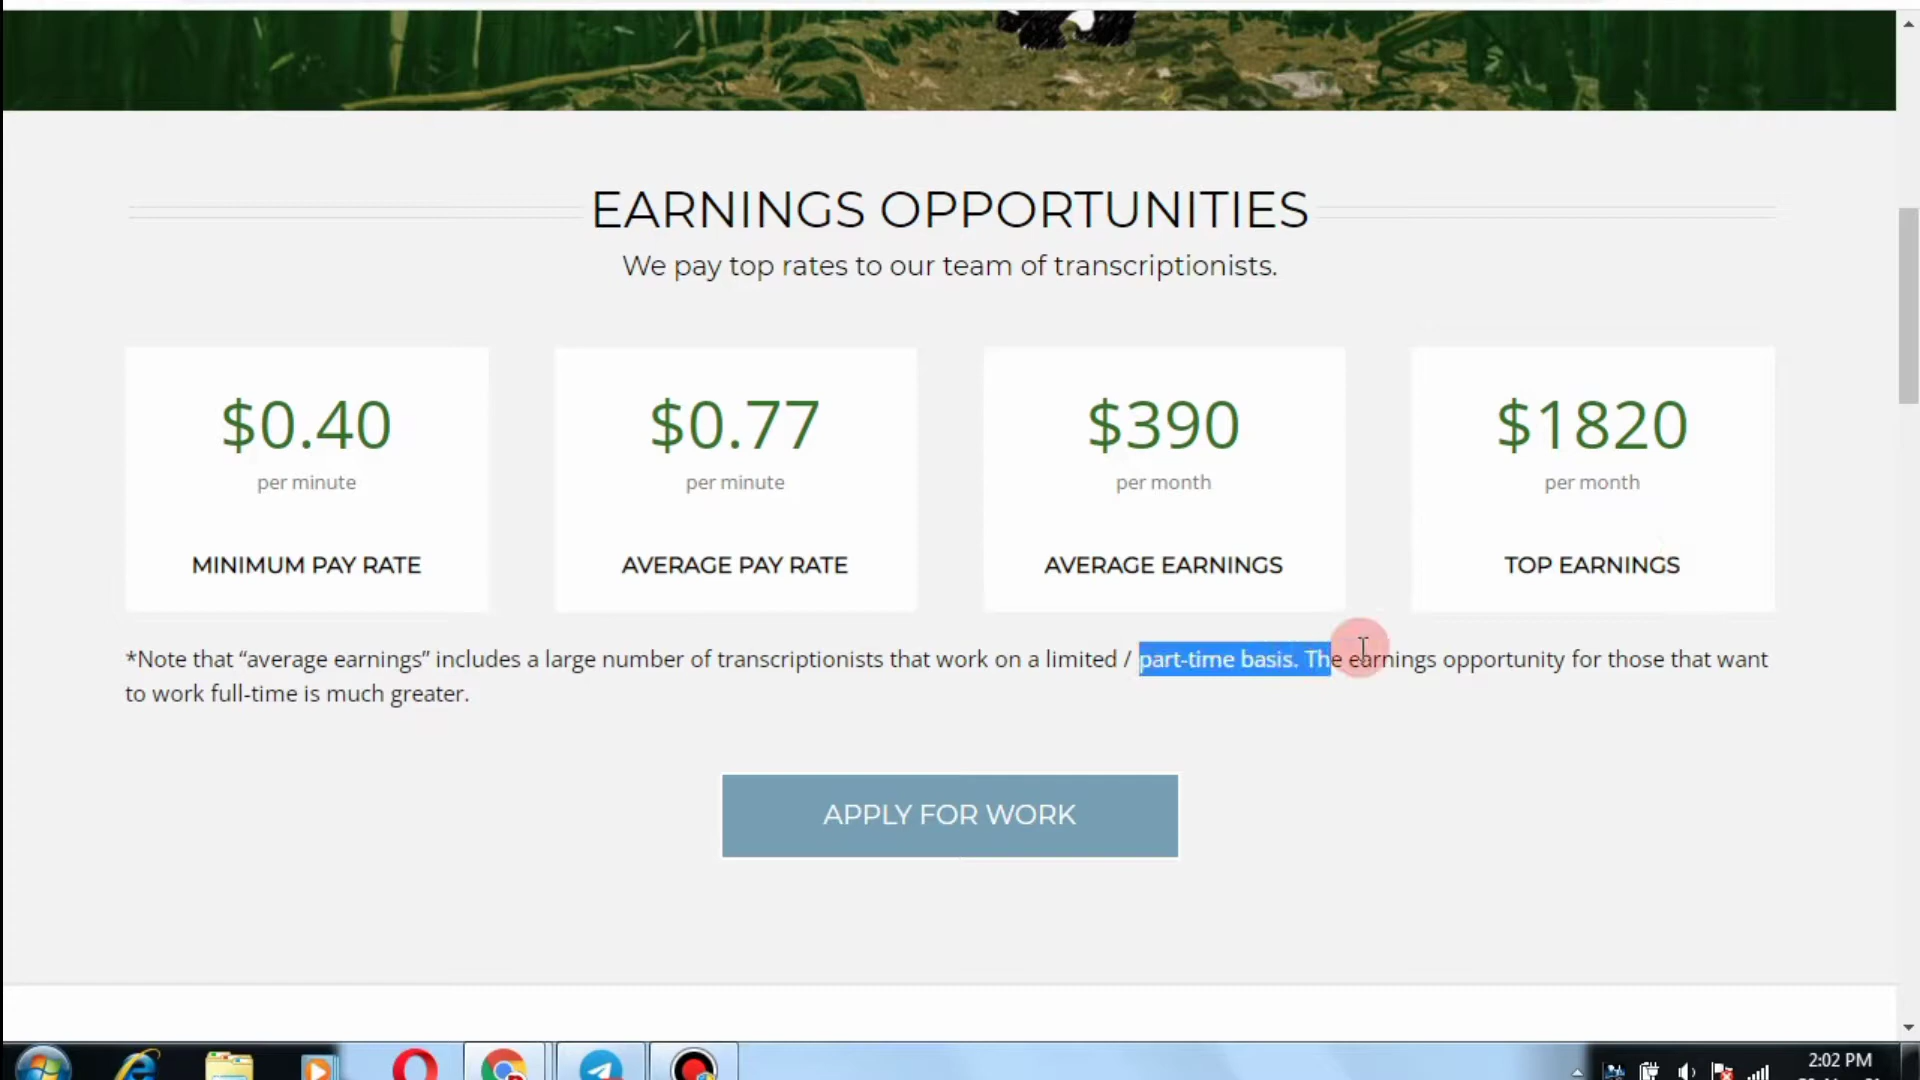 EARNINGS OPPORTUNITIES
We pay top rates to our team of transcriptionists.
$0.40
per minute
MINIMUM PAY RATE
$0.77
per minute
AVERAGE PAY RATE
$390
per month
AVERAGE EARNINGS
$1820
per month
TOP EARNINGS
*Note that “average earnings” includes a large number of transcriptionists that work on a limited / part-time basis. The earnings opportunity for those that want
to work full-time is much greater.
APPLY FOR WORK
2:02 PM